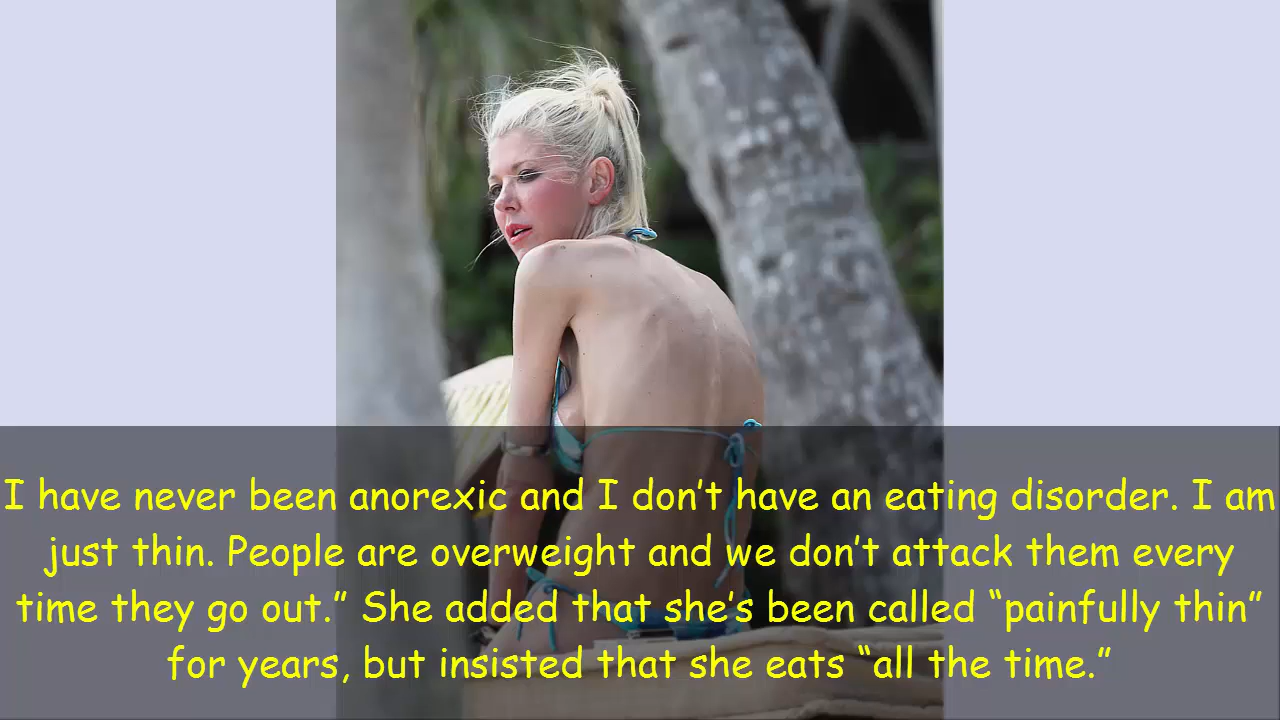 I have never been anorexic and I don’t have an eating disorder. I am
just thin. People are overweight and we don’t attack them every
time they go out.” She added that she’s been called “painfully thin”
for years, but insisted that she eats “all the time.”